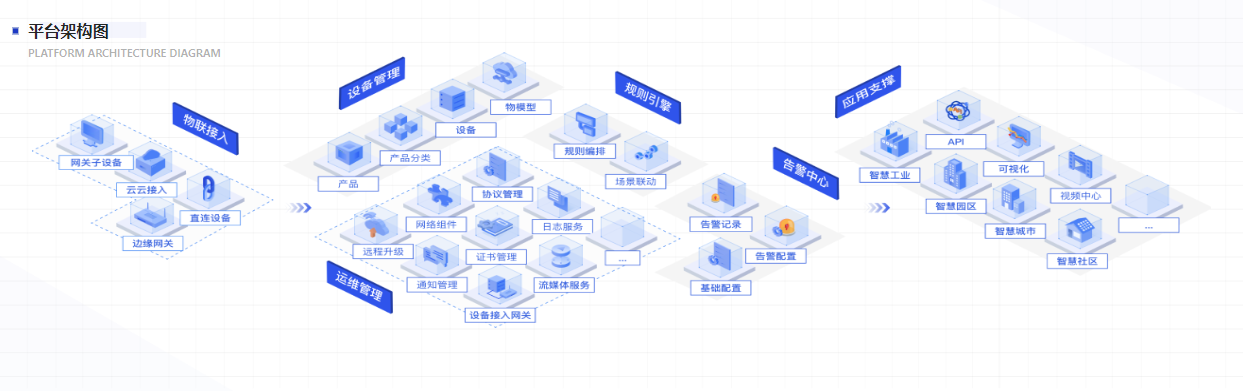 平台架构图
PLATFORM ARCHITECTURE DIAGRAM
物联接入
网关子设备
云云接入
直连设备
边缘网关
设备管理
物模型
设备
产品分类
产品
规则引擎
规则编排
场景联动
协议管理
网络组件
日志服务
远程升级
证书管理
...
通知管理
流媒体服务
设备接入网关
运维管理
告警中心
告警记录
告警配置
基础配置
应用支撑
API
智慧工业
可视化
智慧园区
视频中心
智慧城市
...
智慧社区